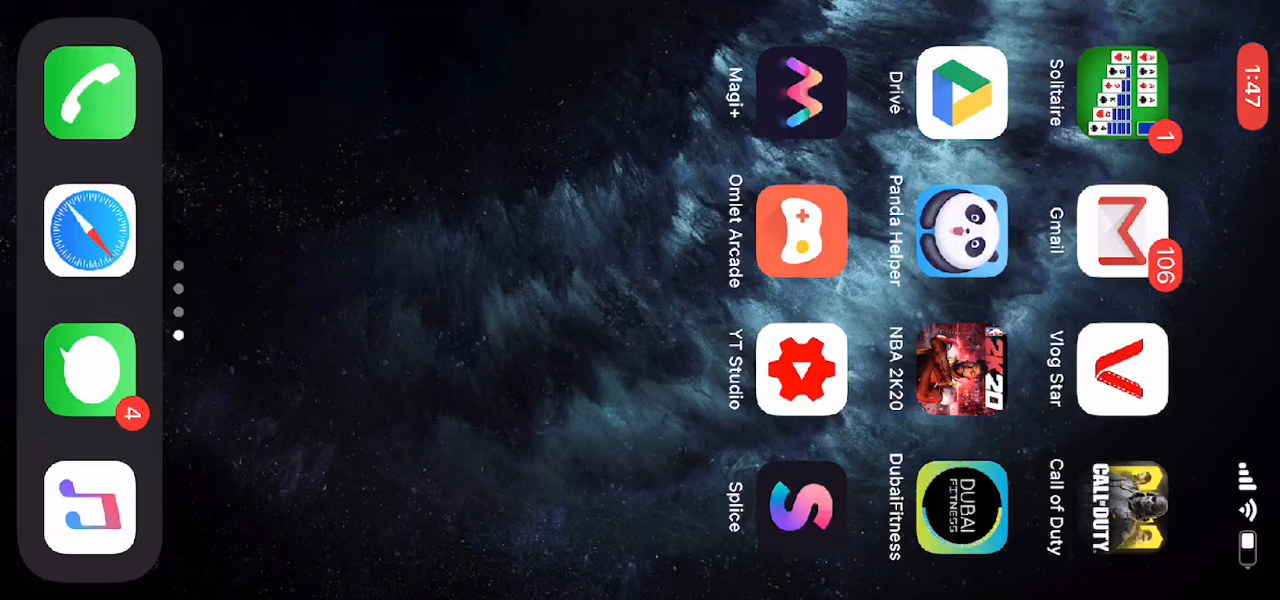 1:47
1
106
Solitaire
Gmail
Vlog Star
CALL OF DUTY
Call of Duty
2K20
DUBAI
FITNESS
Drive
Panda Helper
NBA 2K20
DubaiFitness
Magi+
Omlet Arcade
YT Studio
Splice
4